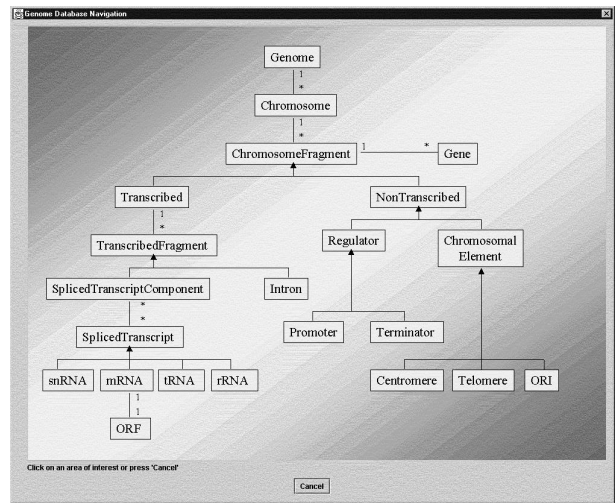 Genome Database Navigation
Genome
1
*
Chromosome
1
*
ChromosomeFragment
1
*
Gene
Transcribed
NonTranscribed
1
*
TranscribedFragment
Regulator
Chromosomal
Element
SplicedTranscriptComponent
Intron
*
*
SplicedTranscript
Promoter
Terminator
snRNA
mRNA
tRNA
rRNA
Centromere
Telomere
ORI
1
1
ORF
Click on an area of interest or press 'Cancel'
Cancel